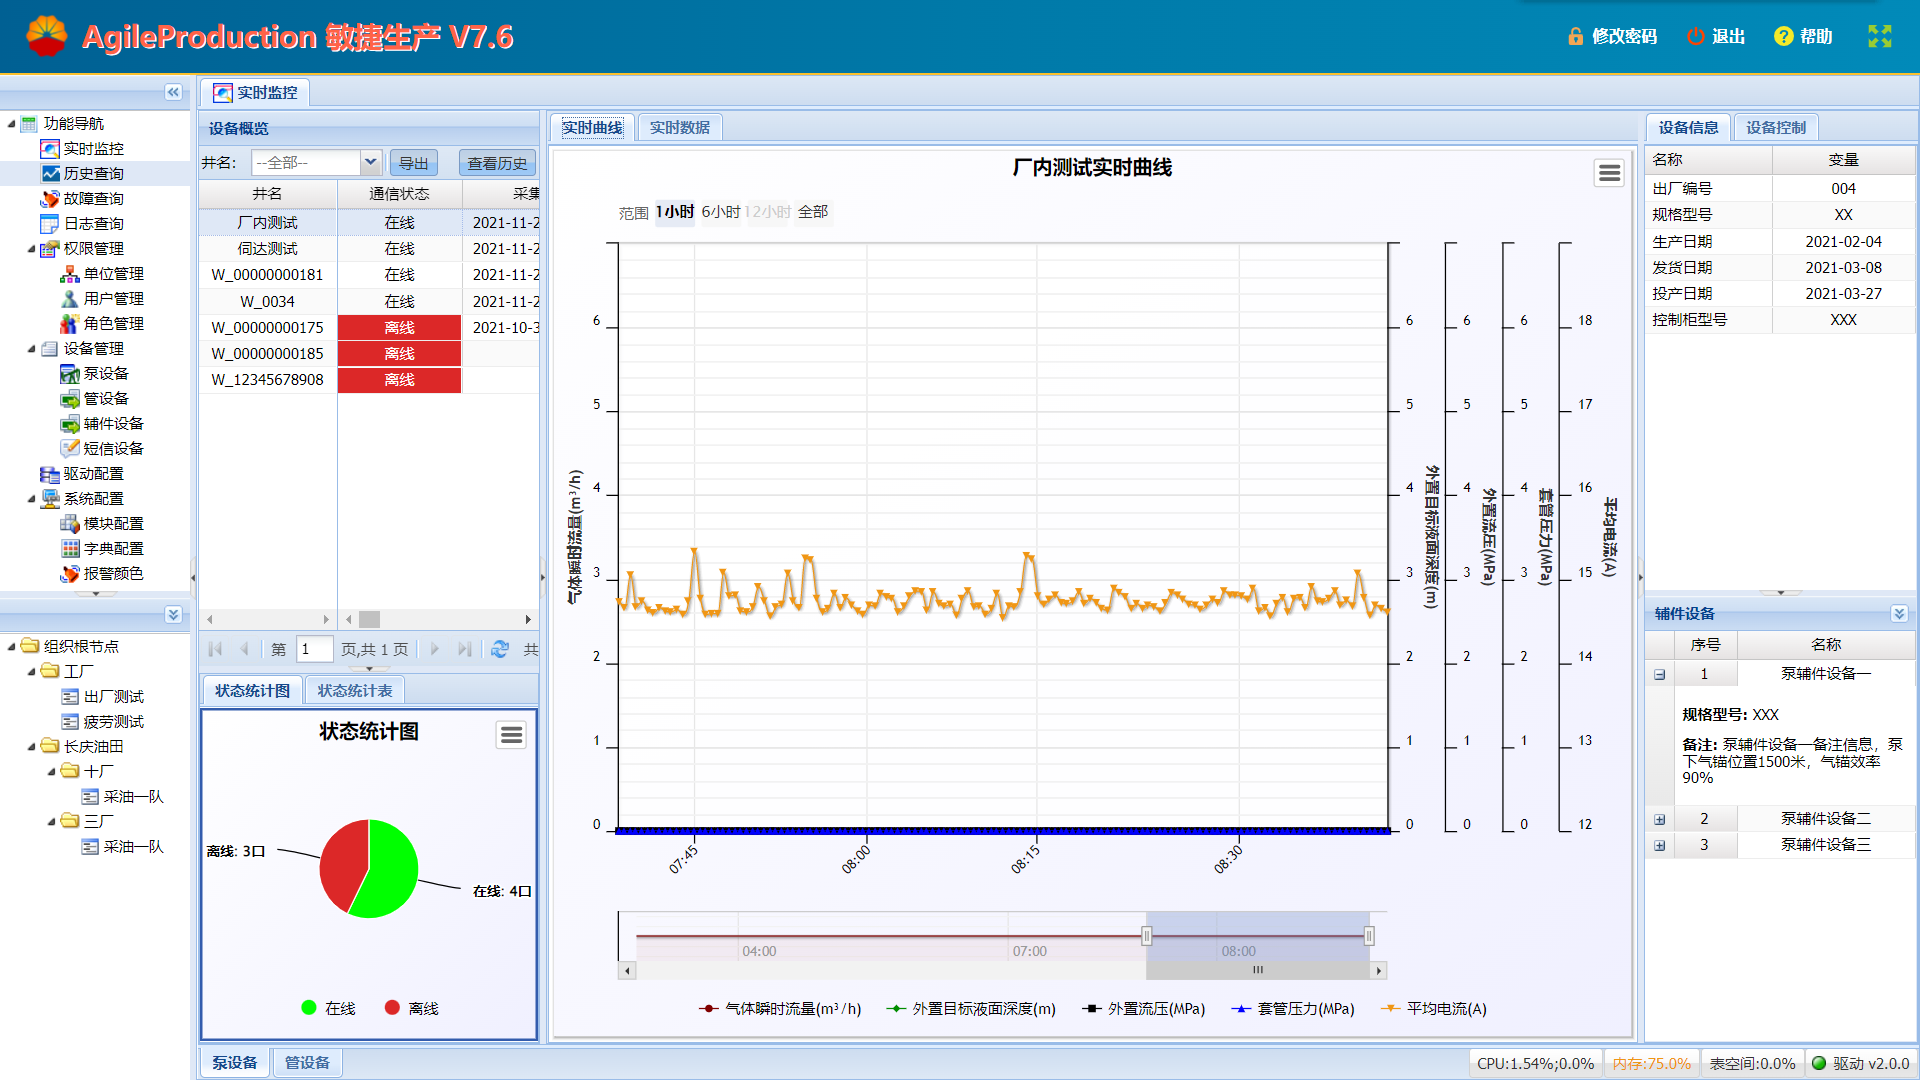 AgileProduction 敏捷生产 V7.6
修改密码 退出 帮助
实时监控
功能导航
实时监控
历史查询
故障查询
日志查询
权限管理
单位管理
用户管理
角色管理
设备管理
泵设备
管设备
辅件设备
短信设备
驱动配置
系统配置
模块配置
字典配置
报警颜色
组织根节点
工厂
出厂测试
疲劳测试
长庆油田
十厂
采油一队
三厂
采油一队
设备概览
井名: --全部-- 导出 查看历史
井名 通信状态 采集
厂内测试 在线 2021-11-2
伺达测试 在线 2021-11-2
W_00000000181 在线 2021-11-2
W_0034 在线 2021-11-2
W_00000000175 离线 2021-10-3
W_00000000185 离线
W_12345678908 离线
第 1 页,共 1 页 共
状态统计图 状态统计表
状态统计图
离线: 3口
在线: 4口
在线 离线
泵设备 管设备
实时曲线 实时数据
厂内测试实时曲线
范围 1小时 6小时 12小时 全部
6 6 6 6 18
5 5 5 5 17
4 4 4 4 16
3 3 3 3 15
2 2 2 2 14
1 1 1 1 13
0 0 0 0 12
气体瞬时流量(m³/h)
外置目标液面深度(m)
外置流压(MPa)
套管压力(MPa)
平均电流(A)
07:45 08:00 08:15 08:30
04:00 07:00 08:00
气体瞬时流量(m³/h) 外置目标液面深度(m) 外置流压(MPa) 套管压力(MPa) 平均电流(A)
设备信息 设备控制
名称 变量
出厂编号 004
规格型号 XX
生产日期 2021-02-04
发货日期 2021-03-08
投产日期 2021-03-27
控制柜型号 XXX
辅件设备
序号 名称
1 泵辅件设备一
规格型号: XXX
备注: 泵辅件设备一备注信息，泵
下气锚位置1500米，气锚效率
90%
2 泵辅件设备二
3 泵辅件设备三
CPU:1.54%;0.0% 内存:75.0% 表空间:0.0% 驱动 v2.0.0